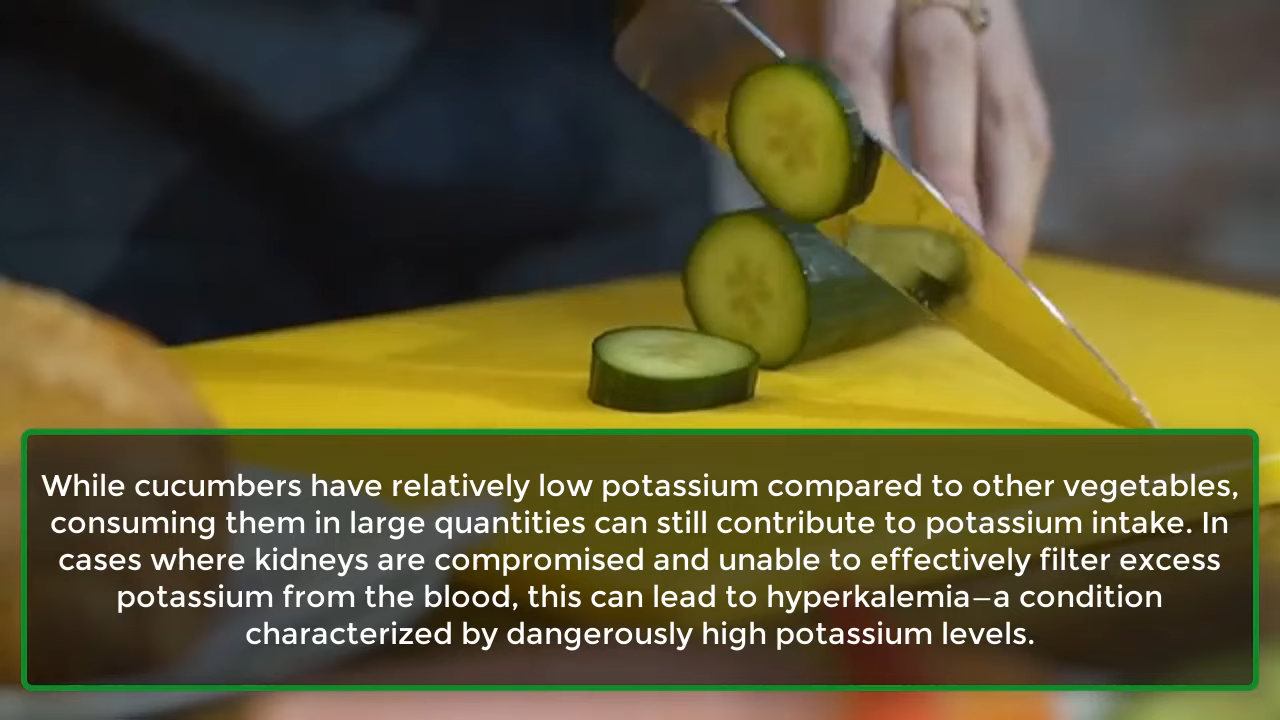 While cucumbers have relatively low potassium compared to other vegetables,
consuming them in large quantities can still contribute to potassium intake. In
cases where kidneys are compromised and unable to effectively filter excess
potassium from the blood, this can lead to hyperkalemia—a condition
characterized by dangerously high potassium levels.